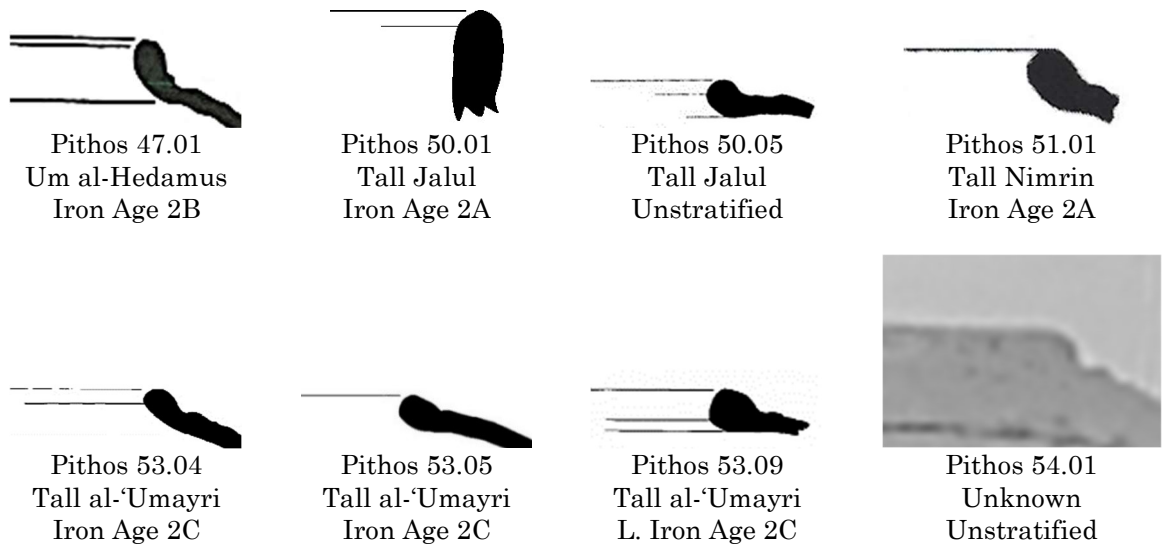 Pithos 47.01
Um al-Hedamus
Iron Age 2B
Pithos 50.01
Tall Jalul
Iron Age 2A
Pithos 50.05
Tall Jalul
Unstratified
Pithos 51.01
Tall Nimrin
Iron Age 2A
Pithos 53.04
Tall al-‘Umayri
Iron Age 2C
Pithos 53.05
Tall al-‘Umayri
Iron Age 2C
Pithos 53.09
Tall al-‘Umayri
L. Iron Age 2C
Pithos 54.01
Unknown
Unstratified